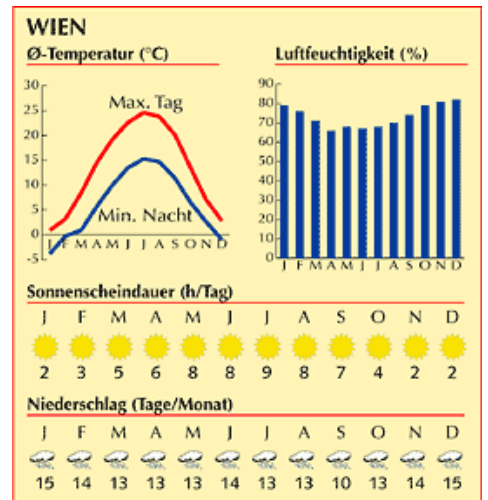 WIEN
Ø-Temperatur (°C)
30
25
20
15
10
5
0
-5
Max. Tag
Min. Nacht
J F M A M J J A S O N D
Luftfeuchtigkeit (%)
90
80
70
60
50
40
30
20
10
0
J F M A M J J A S O N D
Sonnenscheindauer (h/Tag)
J F M A M J J A S O N D
2 3 5 6 8 8 9 8 7 4 2 2
Niederschlag (Tage/Monat)
J F M A M J J A S O N D
15 14 13 13 13 14 13 13 10 13 14 15